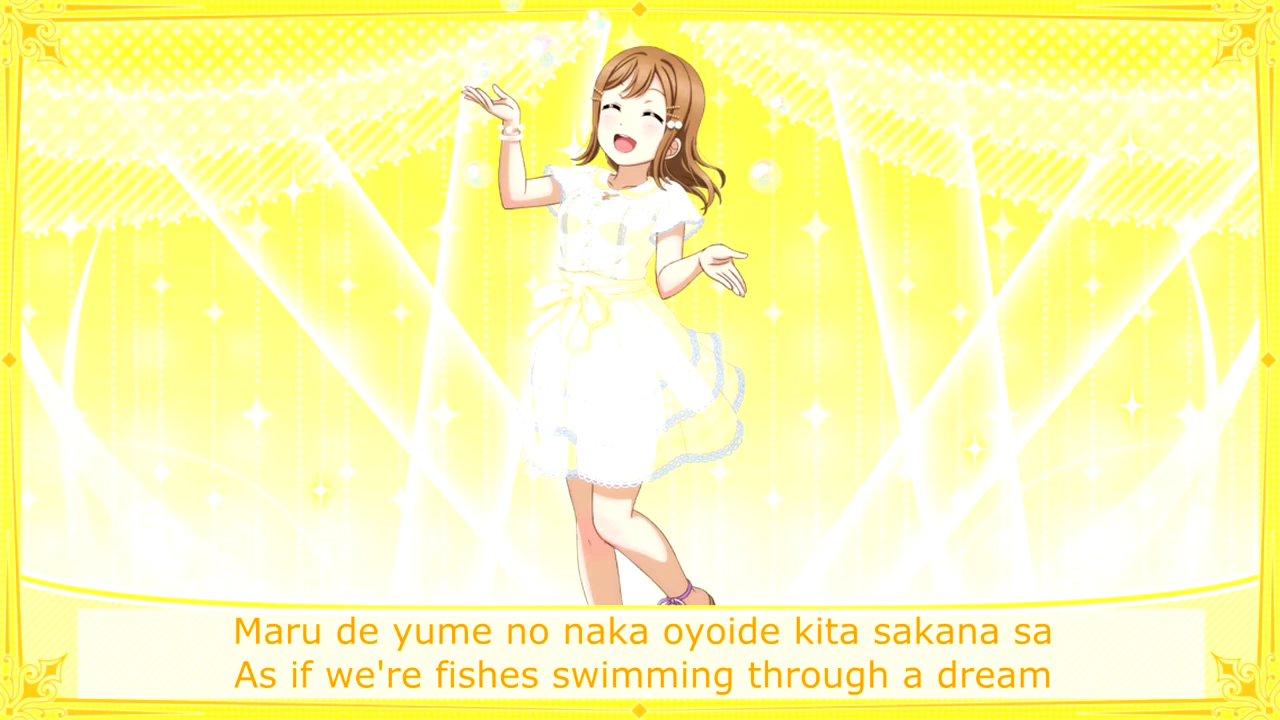 Maru de yume no naka oyoide kita sakana sa
As if we're fishes swimming through a dream